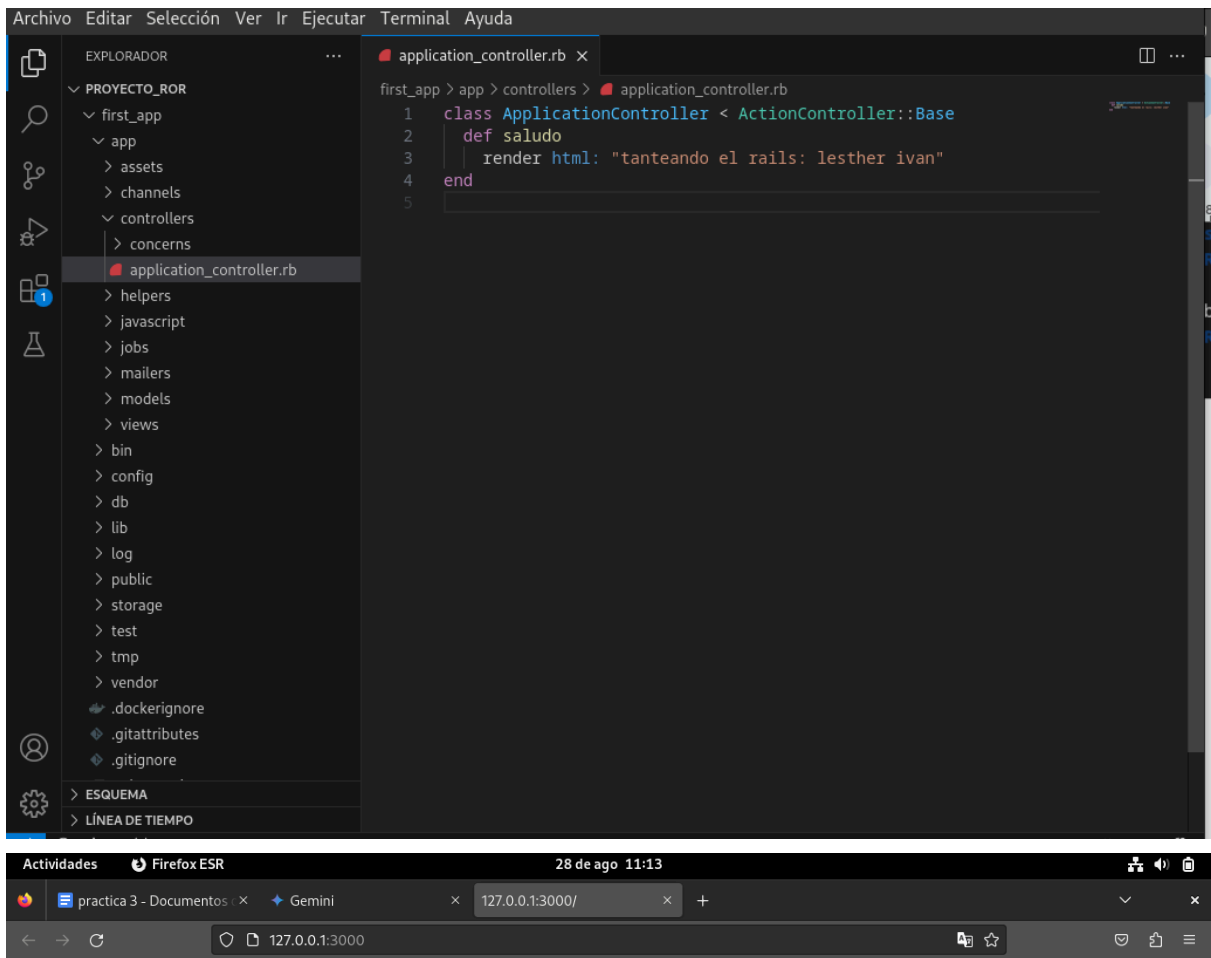 Archivo Editar Selección Ver Ir Ejecutar Terminal Ayuda
EXPLORADOR
PROYECTO_ROR
first_app
app
assets
channels
controllers
concerns
application_controller.rb
helpers
javascript
jobs
mailers
models
views
bin
config
db
lib
log
public
storage
test
tmp
vendor
.dockerignore
.gitattributes
.gitignore
ESQUEMA
LÍNEA DE TIEMPO
1
application_controller.rb
first_app > app > controllers > application_controller.rb
1 class ApplicationController < ActionController::Base
2 def saludo
3 render html: "tanteando el rails: lesther ivan"
4 end
5
Actividades Firefox ESR 28 de ago 11:13
practica 3 - Documentos Gemini 127.0.0.1:3000/
127.0.0.1:3000